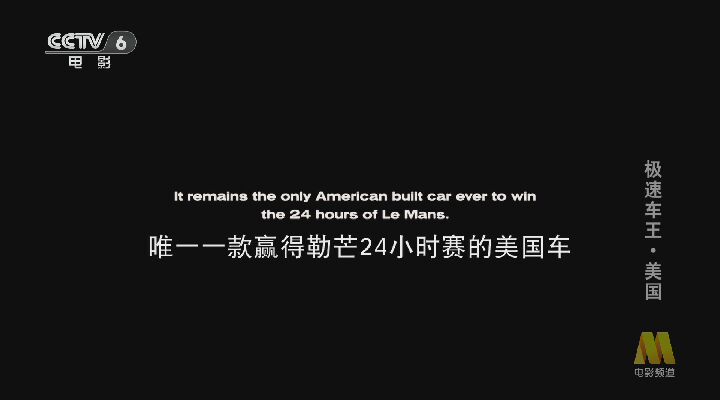 CCTV 6
电影
It remains the only American built car ever to win
the 24 hours of Le Mans.
唯一一款赢得勒芒24小时赛的美国车
极速车王·美国
电影频道